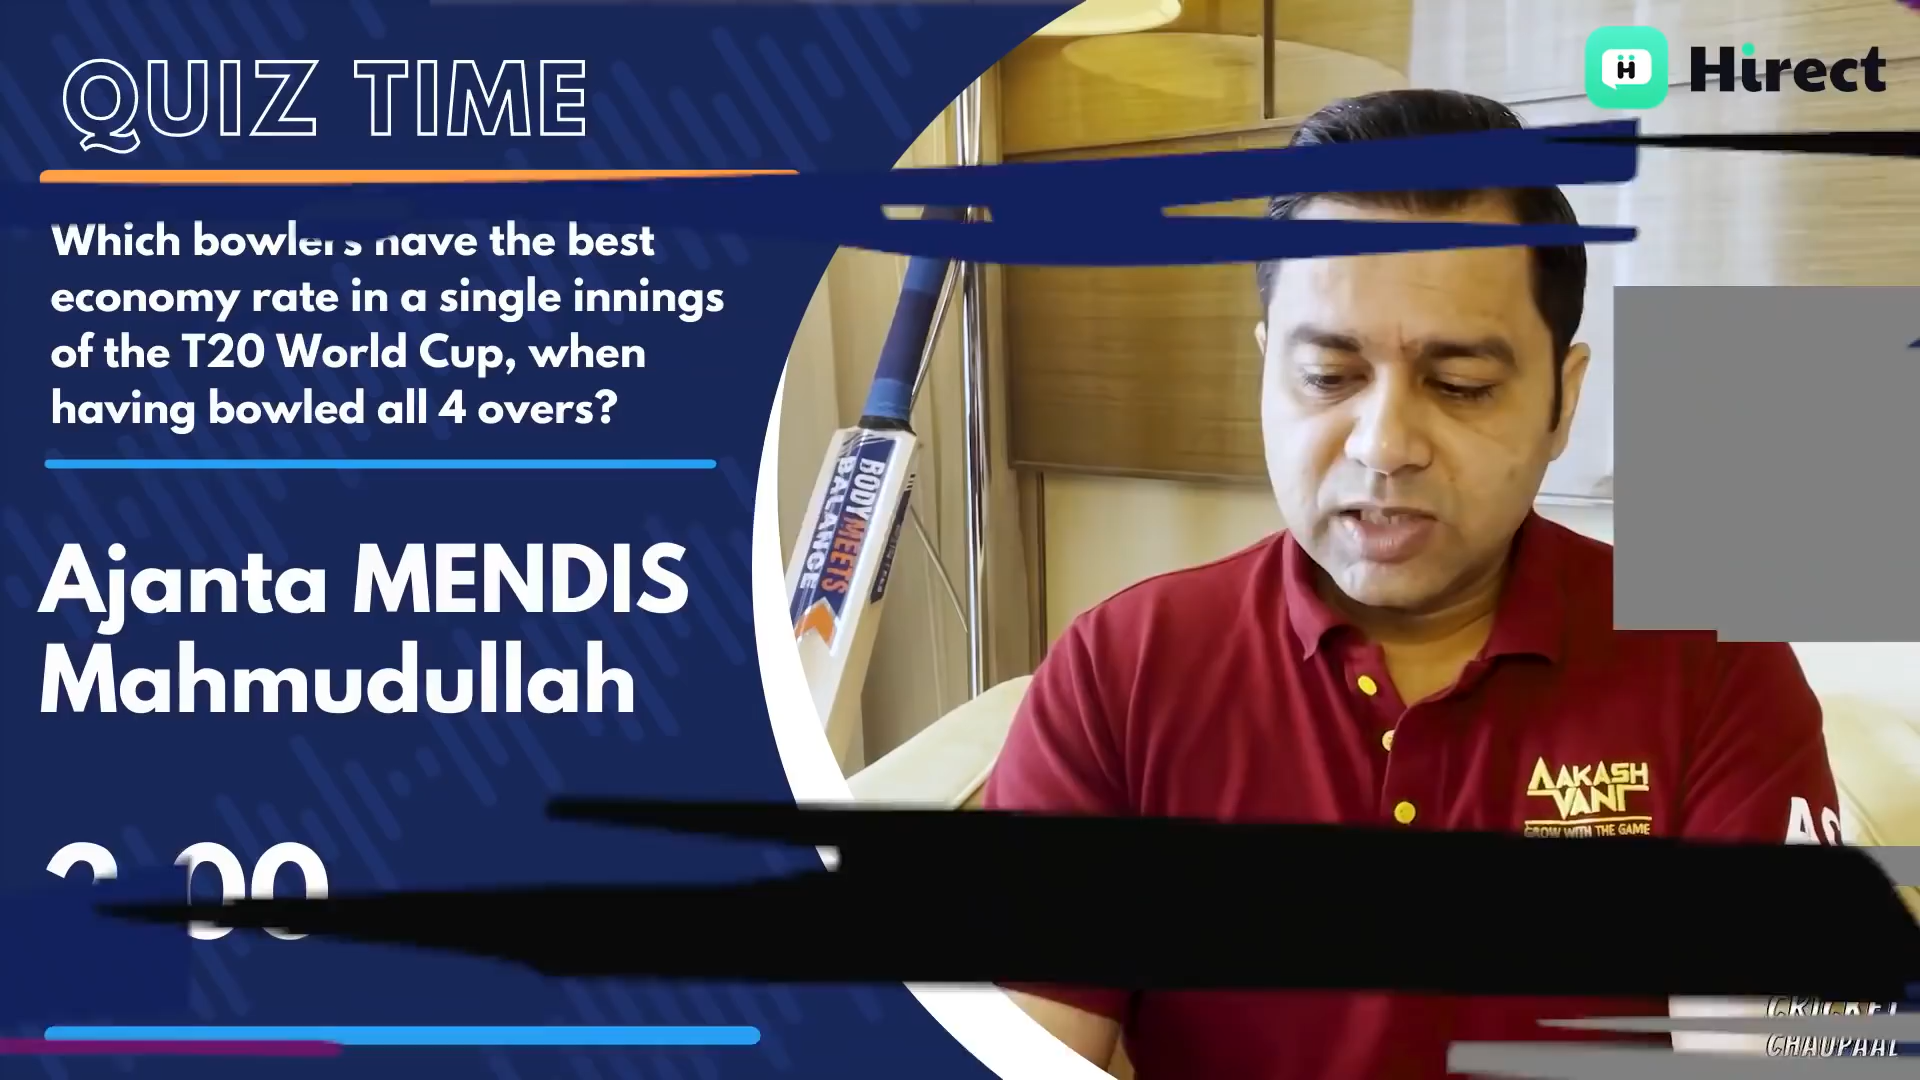 QUIZ TIME
Which bowlers have the best
economy rate in a single innings
of the T20 World Cup, when
having bowled all 4 overs?
Ajanta MENDIS
Mahmudullah
Hirect
BODY MEETS
BALANCE
AAKASH
VANI
GROW WITH THE GAME
CRICKET
CHAUPAAL